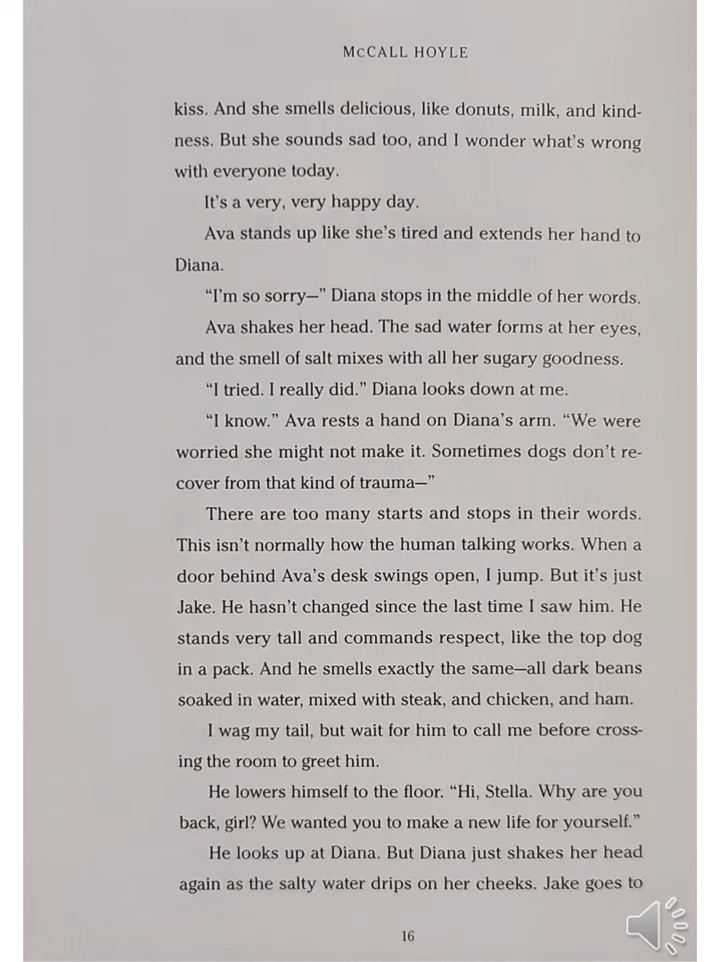 McCALL HOYLE
kiss. And she smells delicious, like donuts, milk, and kind-
ness. But she sounds sad too, and I wonder what's wrong
with everyone today.
It's a very, very happy day.
Ava stands up like she's tired and extends her hand to
Diana.
"I'm so sorry—" Diana stops in the middle of her words.
Ava shakes her head. The sad water forms at her eyes,
and the smell of salt mixes with all her sugary goodness.
"I tried. I really did." Diana looks down at me.
"I know." Ava rests a hand on Diana's arm. "We were
worried she might not make it. Sometimes dogs don't re-
cover from that kind of trauma—"
There are too many starts and stops in their words.
This isn't normally how the human talking works. When a
door behind Ava's desk swings open, I jump. But it's just
Jake. He hasn't changed since the last time I saw him. He
stands very tall and commands respect, like the top dog
in a pack. And he smells exactly the same—all dark beans
soaked in water, mixed with steak, and chicken, and ham.
I wag my tail, but wait for him to call me before cross-
ing the room to greet him.
He lowers himself to the floor. "Hi, Stella. Why are you
back, girl? We wanted you to make a new life for yourself."
He looks up at Diana. But Diana just shakes her head
again as the salty water drips on her cheeks. Jake goes to
16